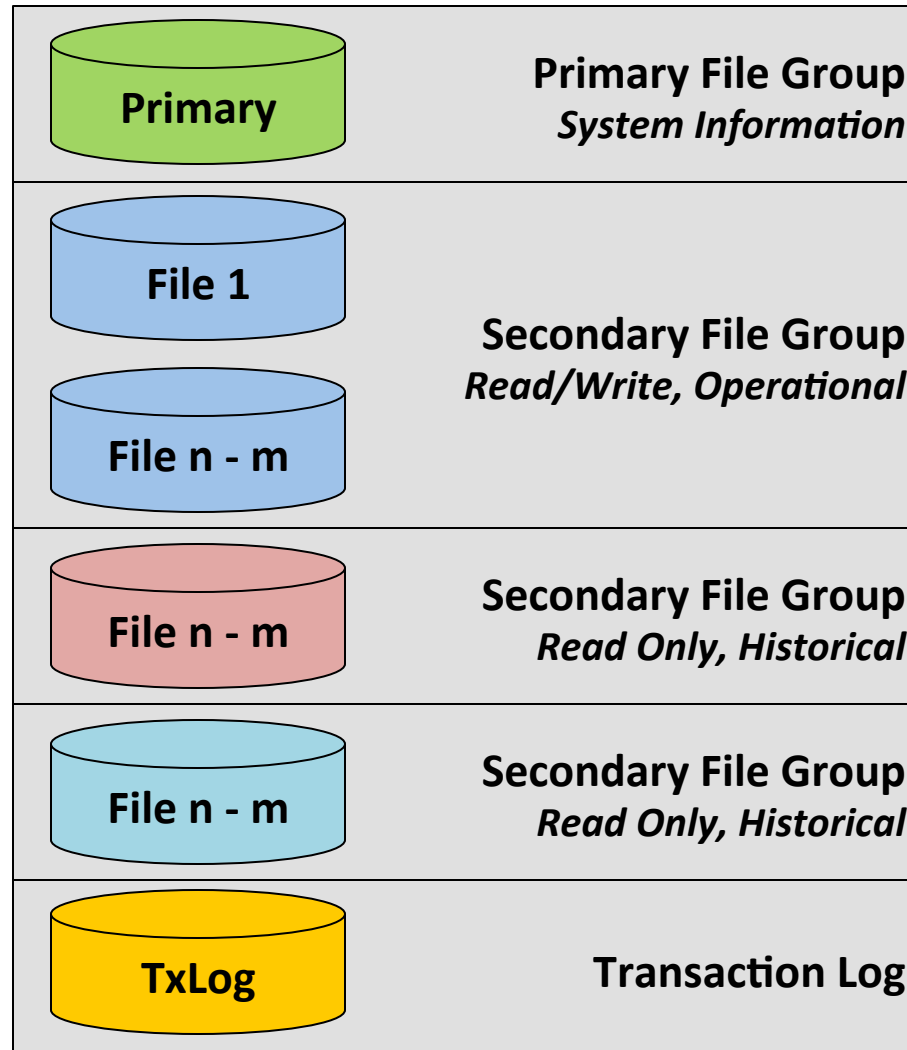 Primary
Primary File Group
System Information
File 1
File n - m
Secondary File Group
Read/Write, Operational
File n - m
Secondary File Group
Read Only, Historical
File n - m
Secondary File Group
Read Only, Historical
TxLog
Transaction Log